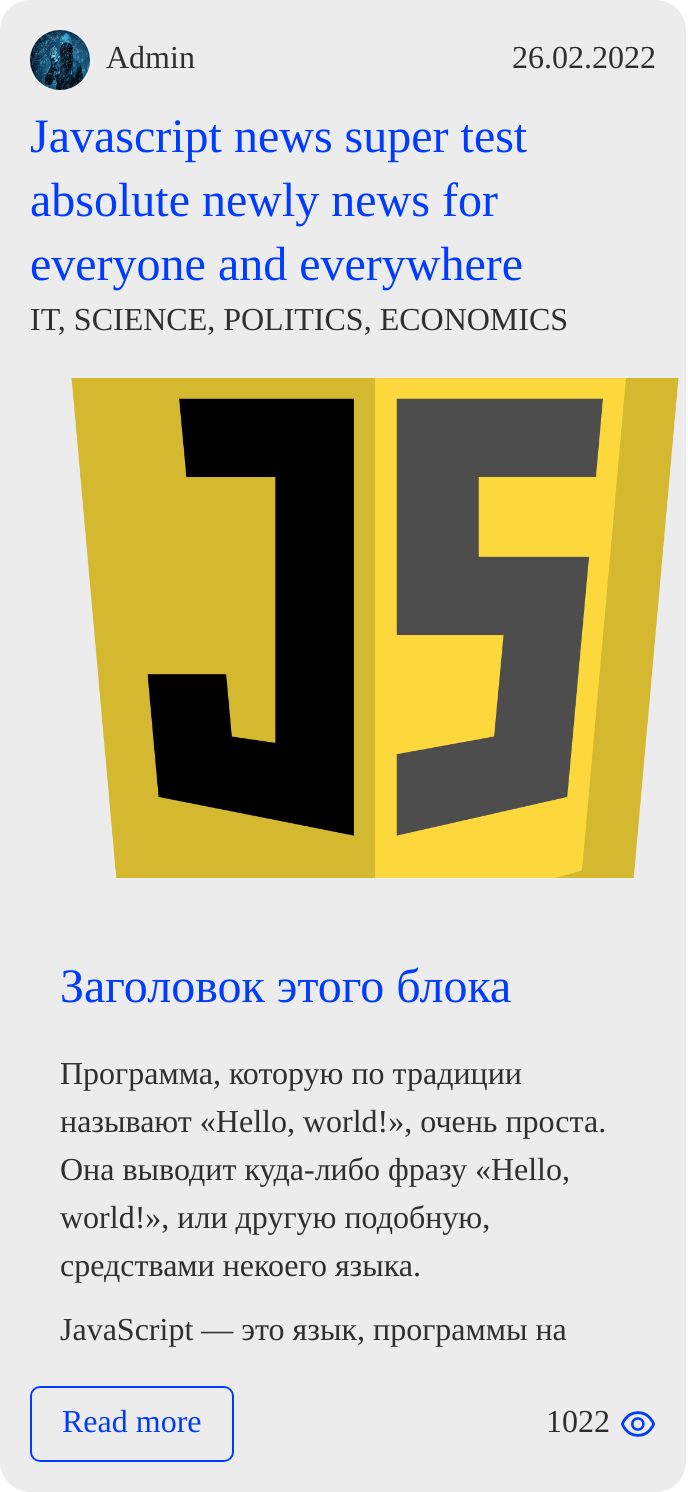 Admin 26.02.2022
Javascript news super test
absolute newly news for
everyone and everywhere
IT, SCIENCE, POLITICS, ECONOMICS
JS
Заголовок этого блока
Программа, которую по традиции
называют «Hello, world!», очень проста.
Она выводит куда-либо фразу «Hello,
world!», или другую подобную,
средствами некоего языка.
JavaScript — это язык, программы на
Read more 1022